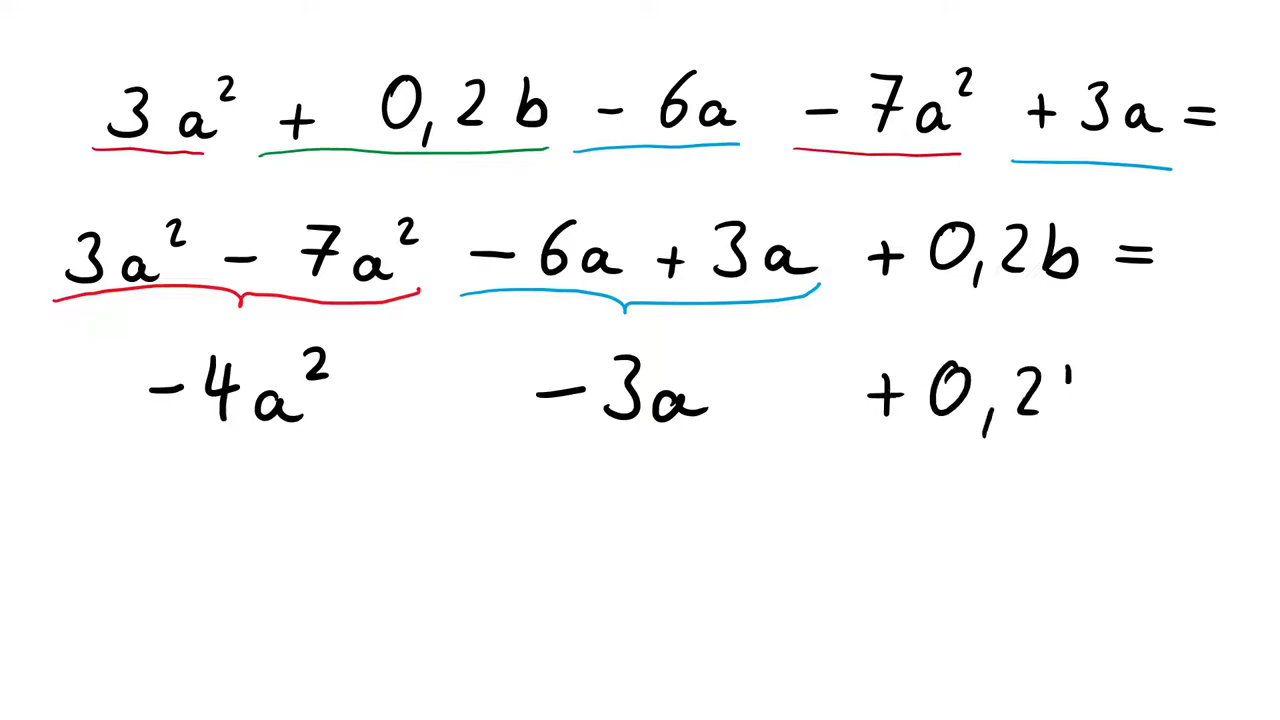 3a² + 0,2b - 6a - 7a² + 3a =
3a² - 7a² - 6a + 3a + 0,2b =
-4a² - 3a + 0,2